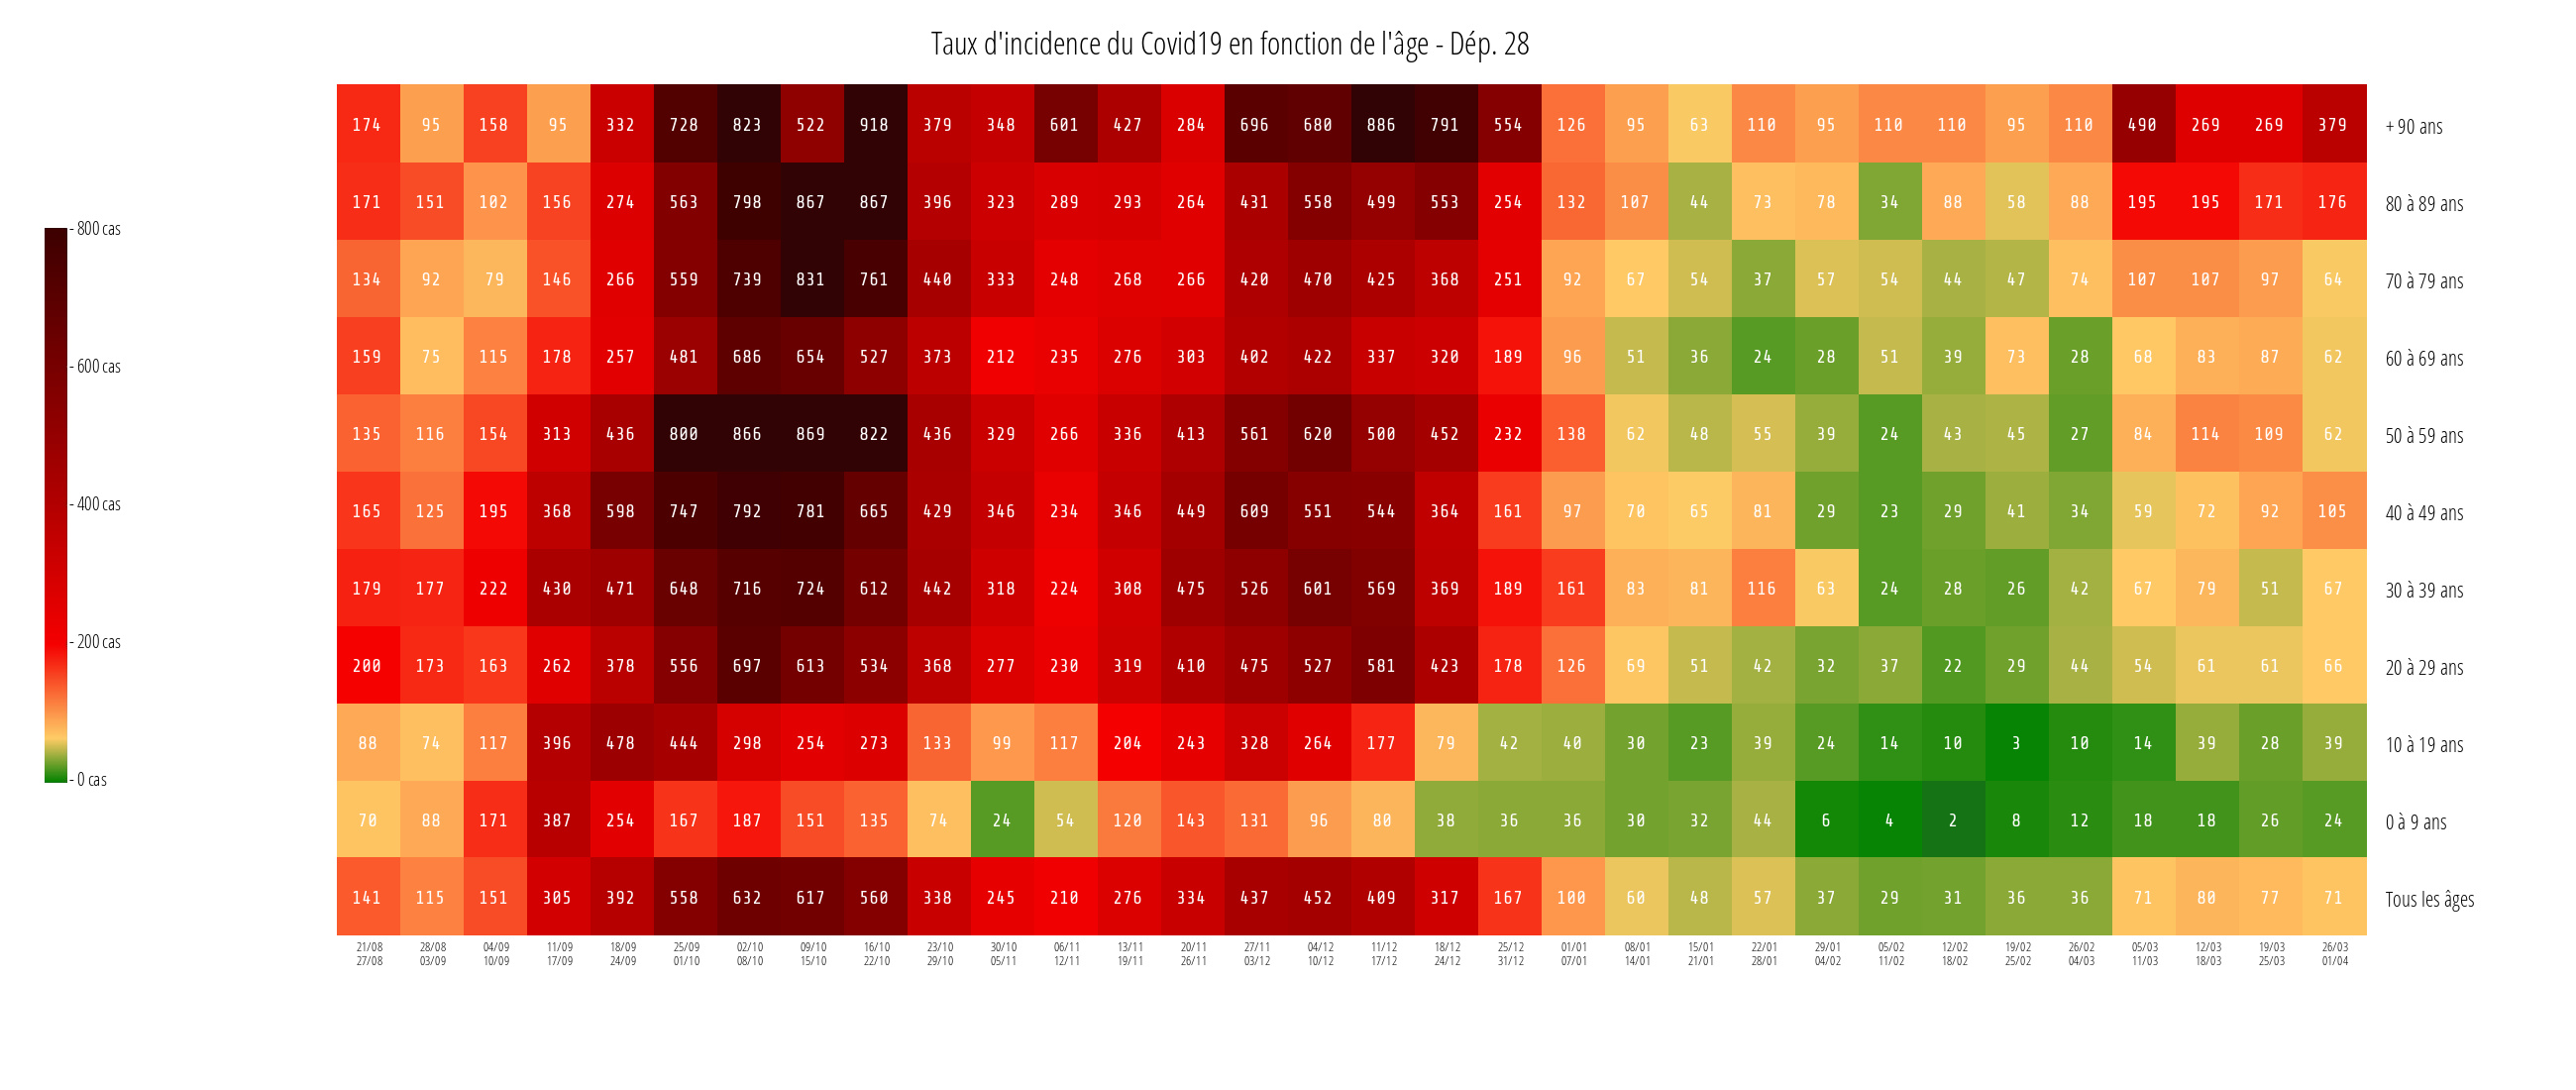 Taux d'incidence du Covid19 en fonction de l'âge - Dép. 28
174 95 158 95 332 728 823 522 918 379 348 601 427 284 696 680 886 791 554 126 95 63 110 95 110 110 95 110 490 269 269 379 + 90 ans
171 151 102 156 274 563 798 867 867 396 323 289 293 264 431 558 499 553 254 132 107 44 73 78 34 88 58 88 195 195 171 176 80 à 89 ans
- 800 cas
134 92 79 146 266 559 739 831 761 440 333 248 268 266 420 470 425 368 251 92 67 54 37 57 54 44 47 74 107 107 97 64 70 à 79 ans
159 75 115 178 257 481 686 654 527 373 212 235 276 303 402 422 337 320 189 96 51 36 24 28 51 39 73 28 68 83 87 62 60 à 69 ans
- 600 cas
135 116 154 313 436 800 866 869 822 436 329 266 336 413 561 620 500 452 232 138 62 48 55 39 24 43 45 27 84 114 109 62 50 à 59 ans
- 400 cas
165 125 195 368 598 747 792 781 665 429 346 234 346 449 609 551 544 364 161 97 70 65 81 29 23 29 41 34 59 72 92 105 40 à 49 ans
179 177 222 430 471 648 716 724 612 442 318 224 308 475 526 601 569 369 189 161 83 81 116 63 24 28 26 42 67 79 51 67 30 à 39 ans
- 200 cas
200 173 163 262 378 556 697 613 534 368 277 230 319 410 475 527 581 423 178 126 69 51 42 32 37 22 29 44 54 61 61 66 20 à 29 ans
88 74 117 396 478 444 298 254 273 133 99 117 204 243 328 264 177 79 42 40 30 23 39 24 14 10 3 10 14 39 28 39 10 à 19 ans
- 0 cas
70 88 171 387 254 167 187 151 135 74 24 54 120 143 131 96 80 38 36 36 30 32 44 6 4 2 8 12 18 18 26 24 0 à 9 ans
141 115 151 305 392 558 632 617 560 338 245 210 276 334 437 452 409 317 167 100 60 48 57 37 29 31 36 36 71 80 77 71 Tous les âges
21/08 28/08 04/09 11/09 18/09 25/09 02/10 09/10 16/10 23/10 30/10 06/11 13/11 20/11 27/11 04/12 11/12 18/12 25/12 01/01 08/01 15/01 22/01 29/01 05/02 12/02 19/02 26/02 05/03 12/03 19/03 26/03
27/08 03/09 10/09 17/09 24/09 01/10 08/10 15/10 22/10 29/10 05/11 12/11 19/11 26/11 03/12 10/12 17/12 24/12 31/12 07/01 14/01 21/01 28/01 04/02 11/02 18/02 25/02 04/03 11/03 18/03 25/03 01/04